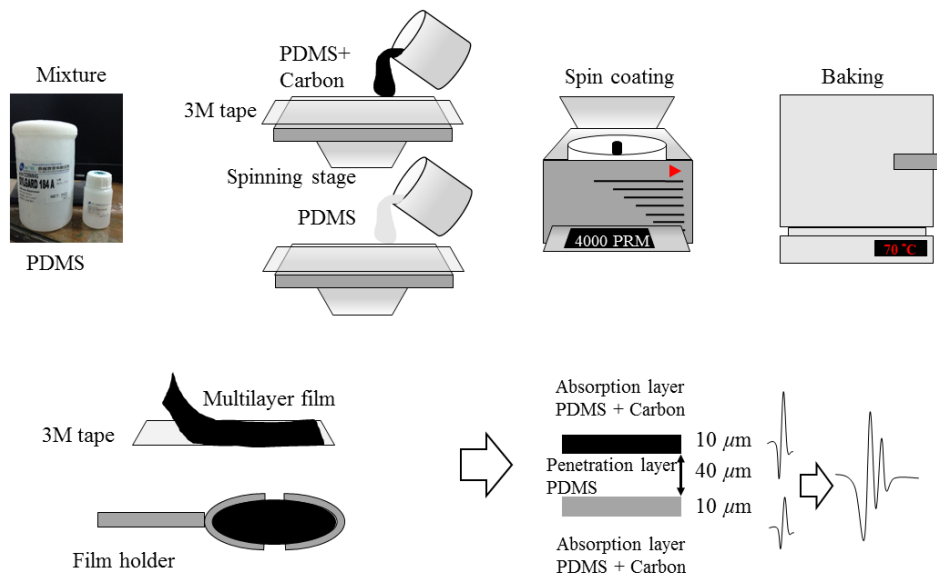 Mixture
SYLGARD 184 A
PDMS
PDMS+
Carbon
3M tape
Spinning stage
PDMS
Spin coating
4000 PRM
Baking
70 °C
Multilayer film
3M tape
Film holder
Absorption layer
PDMS + Carbon
10 μm
Penetration layer
PDMS
40 μm
10 μm
Absorption layer
PDMS + Carbon